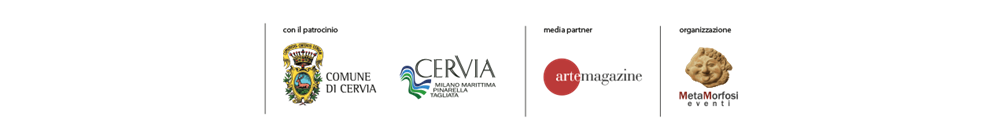 con il patrocinio
COMUNE
DI CERVIA
CERVIA
MILANO MARITTIMA
PINARELLA
TAGLIATA
media partner
artemagazine
organizzazione
MetaMorfosi
eventi